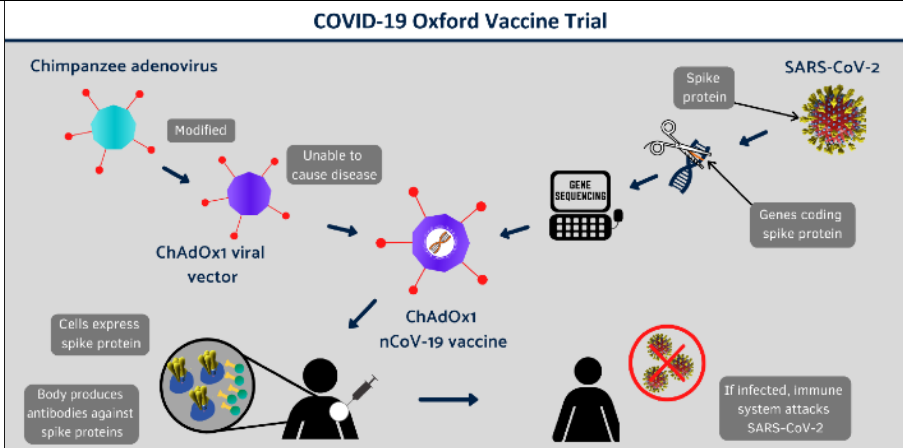 COVID-19 Oxford Vaccine Trial
Chimpanzee adenovirus
SARS-CoV-2
Spike
protein
Modified
Unable to
cause disease
GENE
SEQUENCING
Genes coding
spike protein
ChAdOx1 viral
vector
ChAdOx1
nCoV-19 vaccine
Cells express
spike protein
Body produces
antibodies against
spike proteins
If infected, immune
system attacks
SARS-CoV-2